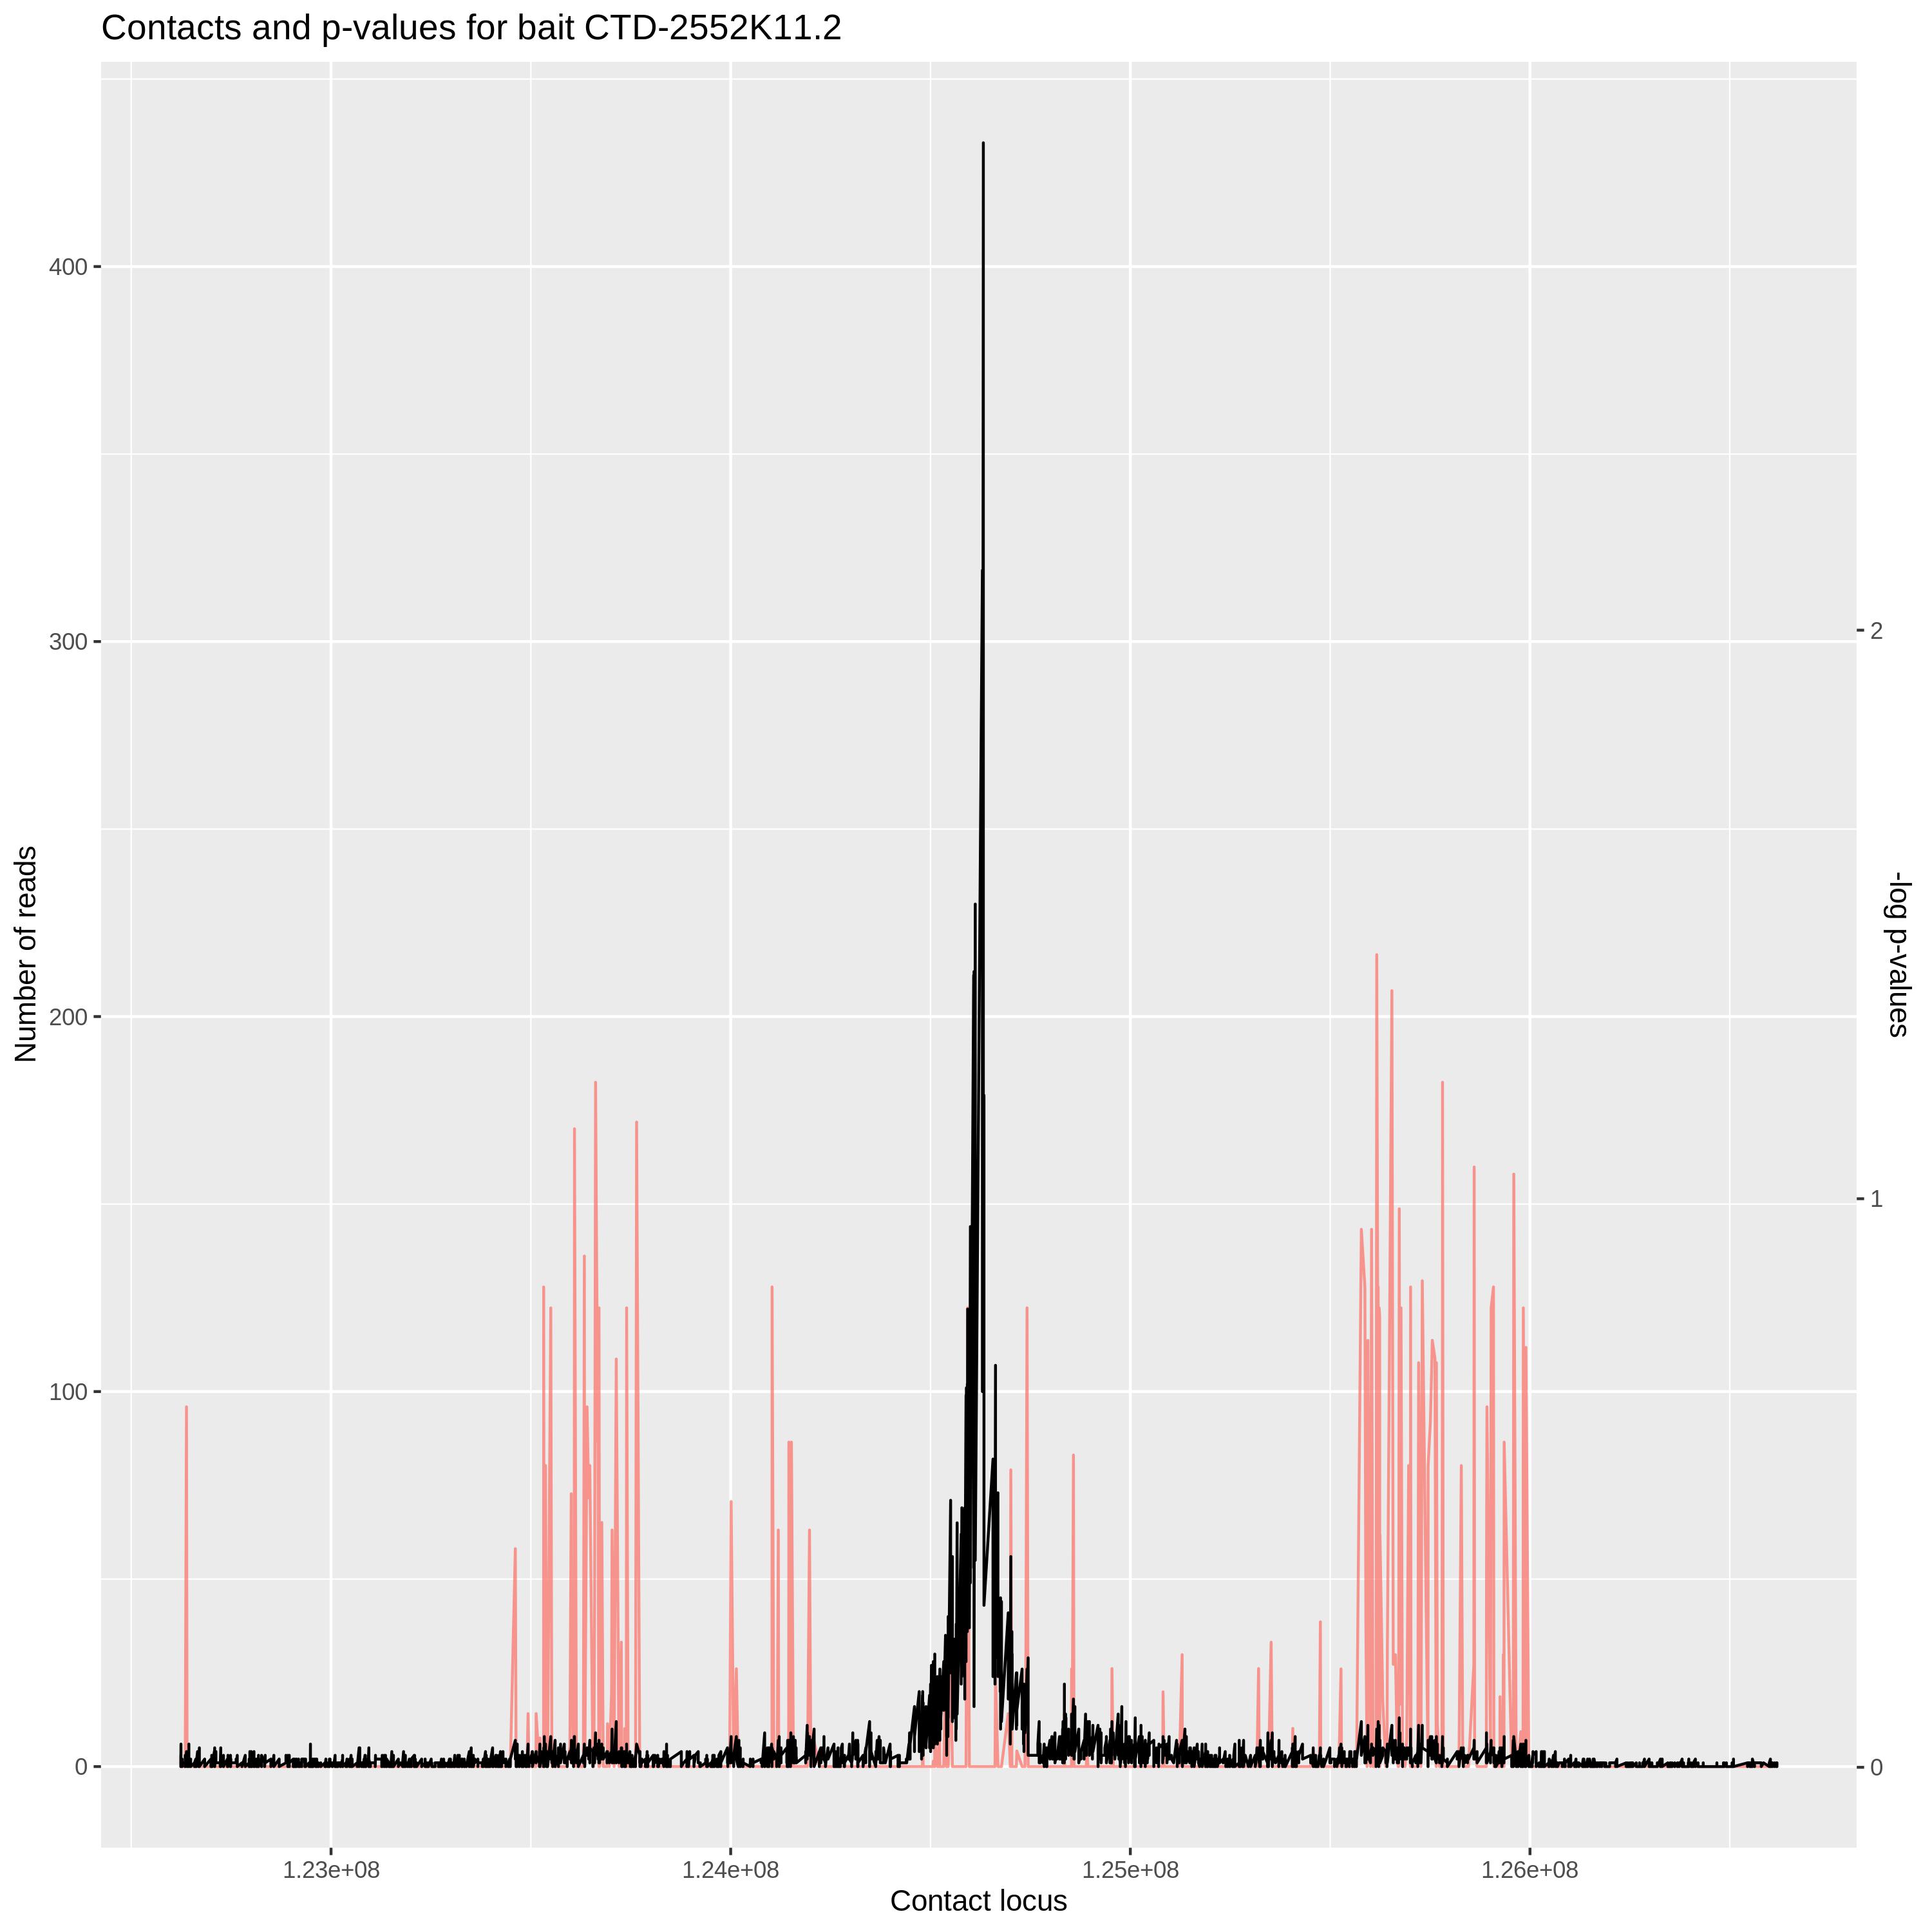 Contacts and p-values for bait CTD-2552K11.2
400
300
200
100
0
Number of reads
2
1
0
-log p-values
1.23e+08 1.24e+08 1.25e+08 1.26e+08
Contact locus